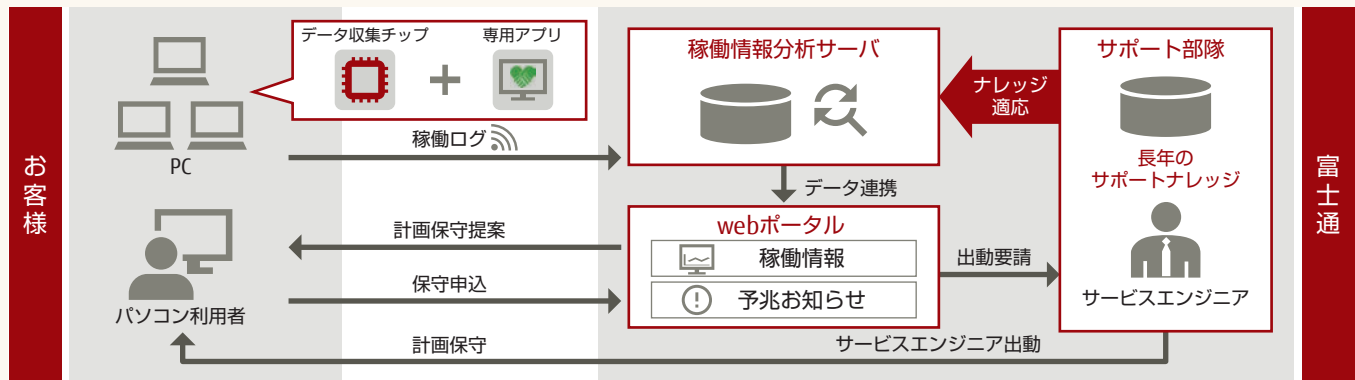 お客様
データ収集チップ
専用アプリ
PC
稼働ログ
稼働情報分析サーバ
ナレッジ
適応
サポート部隊
長年の
サポートナレッジ
データ連携
webポータル
稼働情報
予兆お知らせ
計画保守提案
保守申込
出動要請
サービスエンジニア
パソコン利用者
計画保守
サービスエンジニア出動
富士通